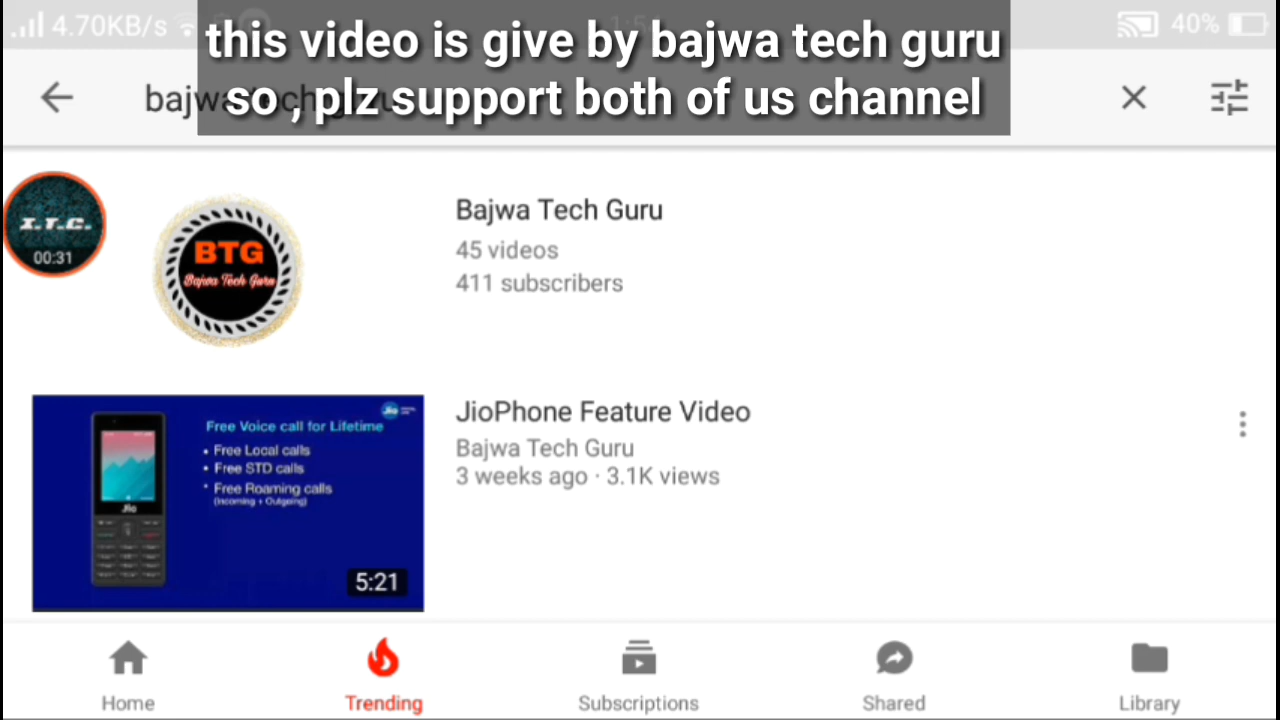 4.70KB/s
40%
this video is give by bajwa tech guru
so , plz support both of us channel
I.T.C.
00:31
BTG
Bajwa Tech Guru
Bajwa Tech Guru
45 videos
411 subscribers
Jio
Free Voice call for Lifetime
• Free Local calls
• Free STD calls
• Free Roaming calls
(Incoming + Outgoing)
Jio
5:21
JioPhone Feature Video
Bajwa Tech Guru
3 weeks ago · 3.1K views
Home
Trending
Subscriptions
Shared
Library